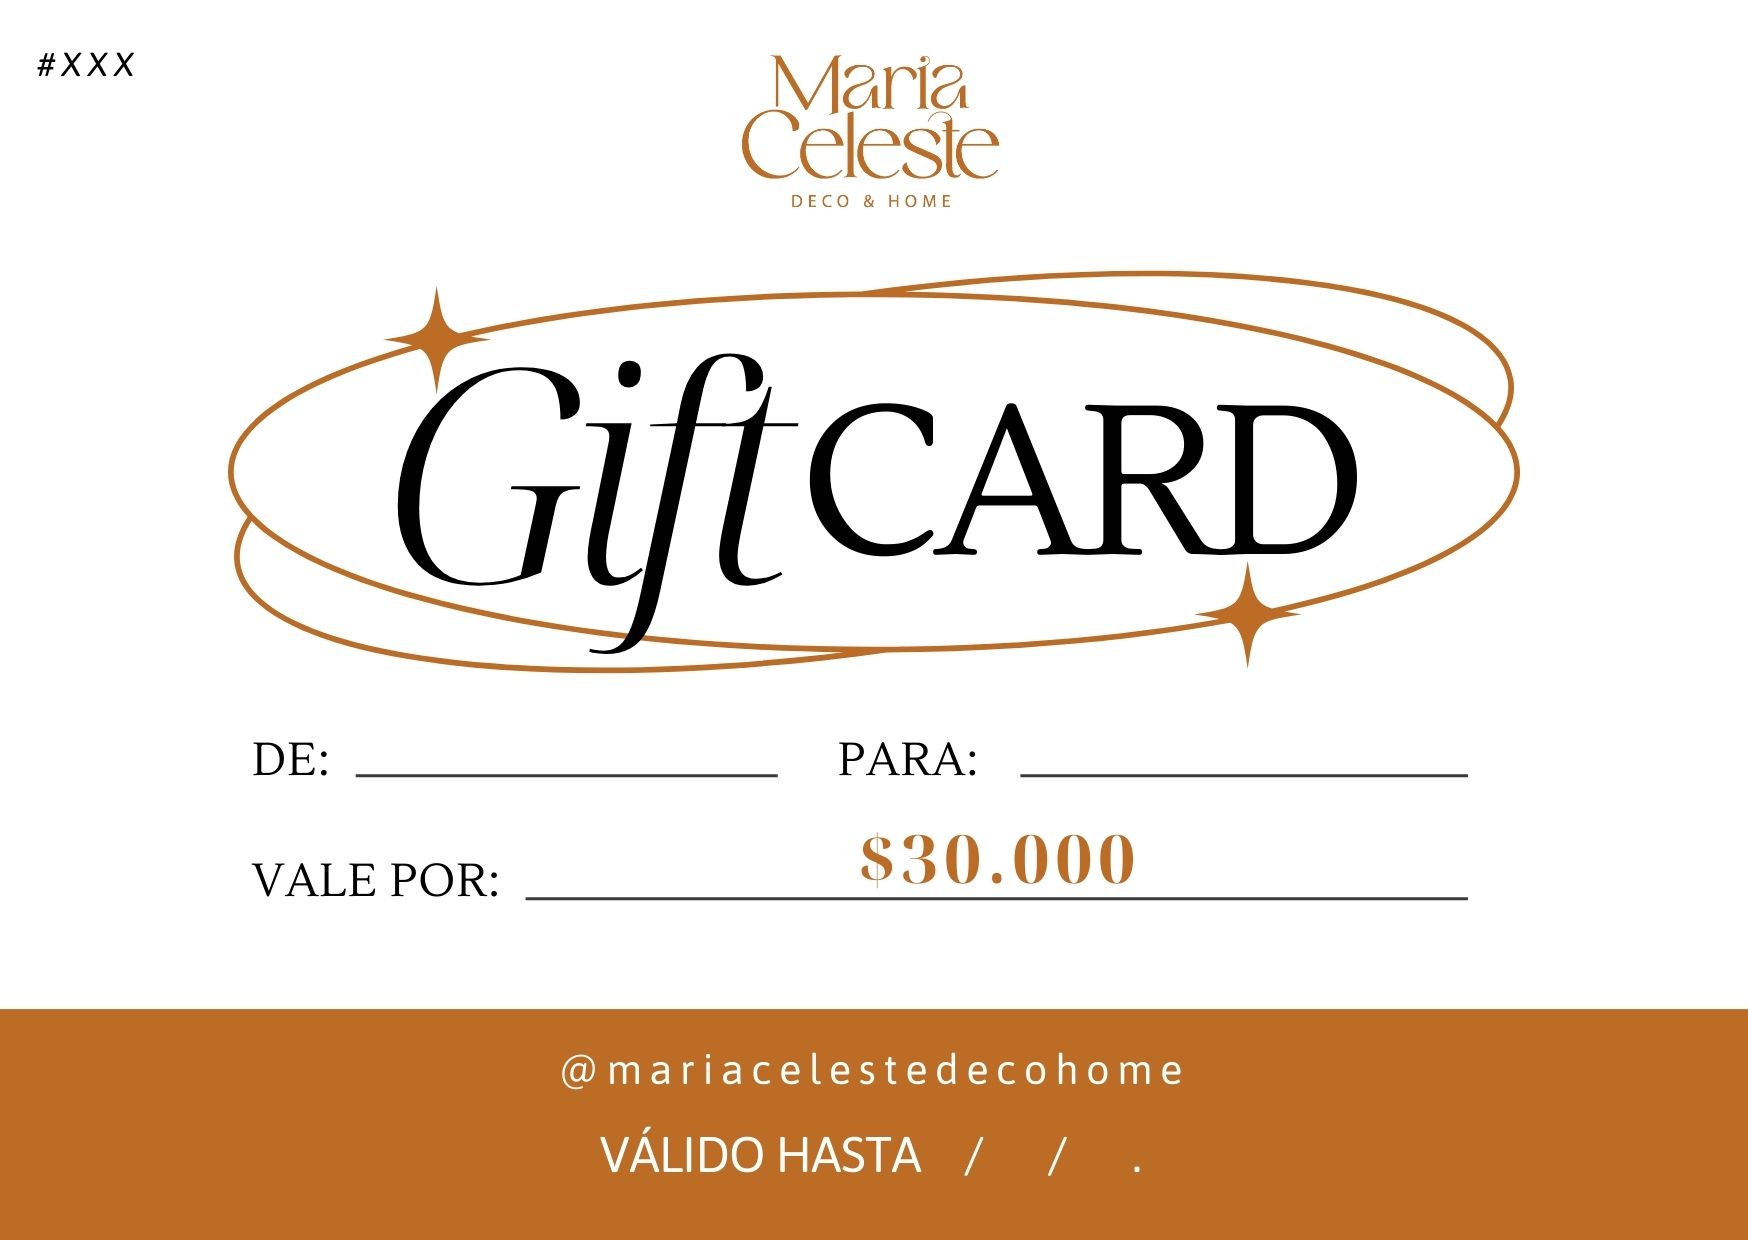 #XXX
Maria
Celeste
DECO & HOME
Gift CARD
DE: PARA:
VALE POR: $30.000
@mariacelestedecohome
VÁLIDO HASTA / / .